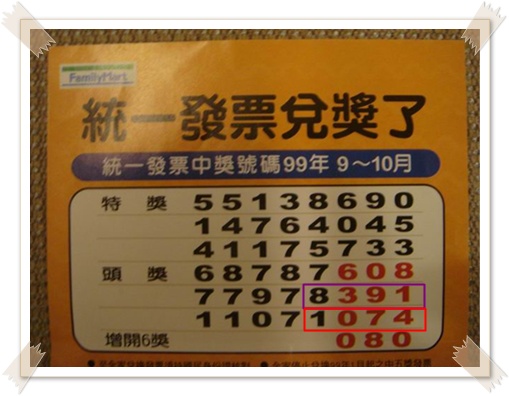 FamilyMart
統一發票兌獎了
統一發票中獎號碼99年 9~10月
特獎 55138690
14764045
41175733
頭獎 68787608
77978391
11071074
增開6獎 080